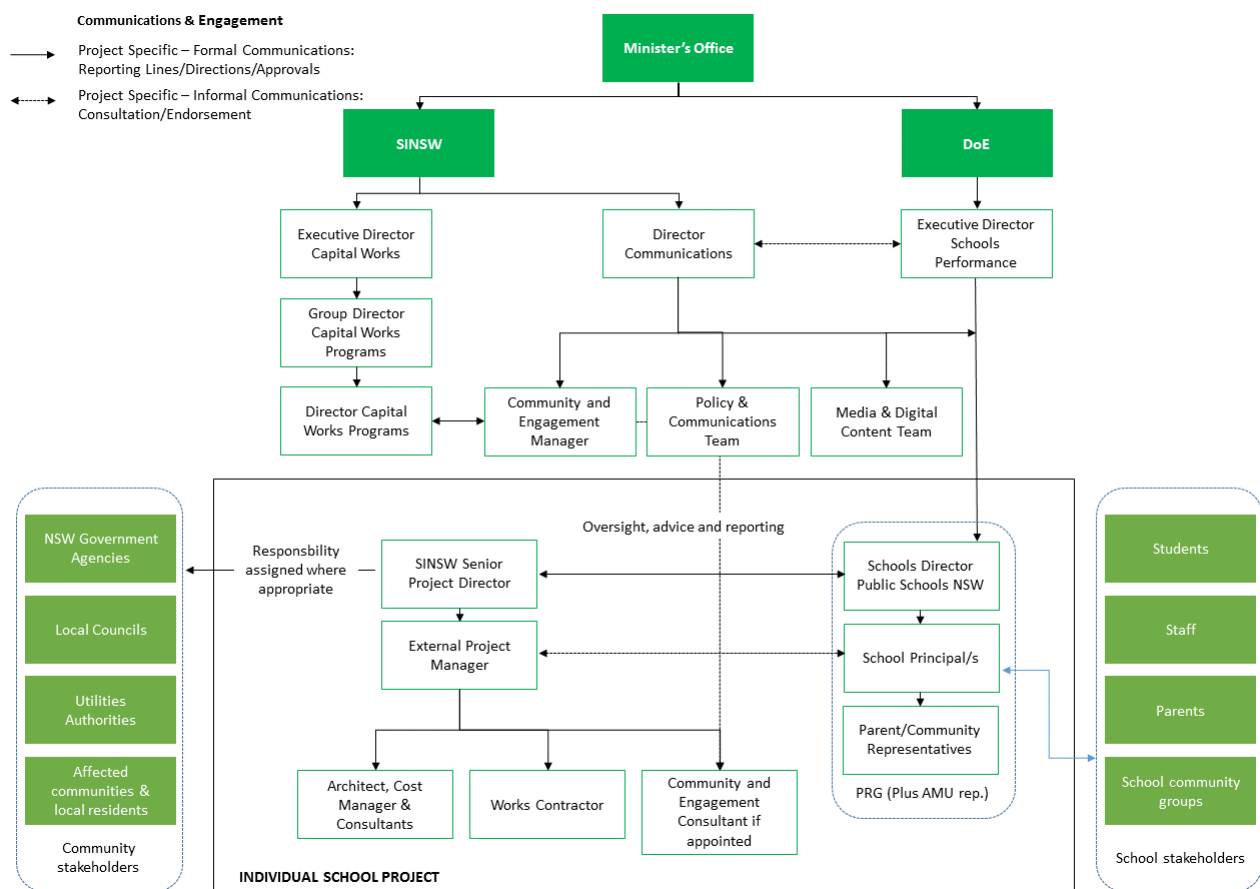 Communications & Engagement
Project Specific – Formal Communications:
Reporting Lines/Directions/Approvals
Project Specific – Informal Communications:
Consultation/Endorsement
Minister's Office
SINSW
DoE
Executive Director
Capital Works
Director
Communications
Executive Director
Schools
Performance
Group Director
Capital Works
Programs
Director Capital
Works Programs
Community and
Engagement
Manager
Policy &
Communications
Team
Media & Digital
Content Team
NSW Government
Agencies
Local Councils
Utilities
Authorities
Affected
communities &
local residents
Community
stakeholders
Responsbility
assigned where
appropriate
Oversight, advice and reporting
SINSW Senior
Project Director
External Project
Manager
Architect, Cost
Manager &
Consultants
Works Contractor
Community and
Engagement
Consultant if
appointed
Schools Director
Public Schools NSW
School Principal/s
Parent/Community
Representatives
PRG (Plus AMU rep.)
INDIVIDUAL SCHOOL PROJECT
Students
Staff
Parents
School community
groups
School stakeholders